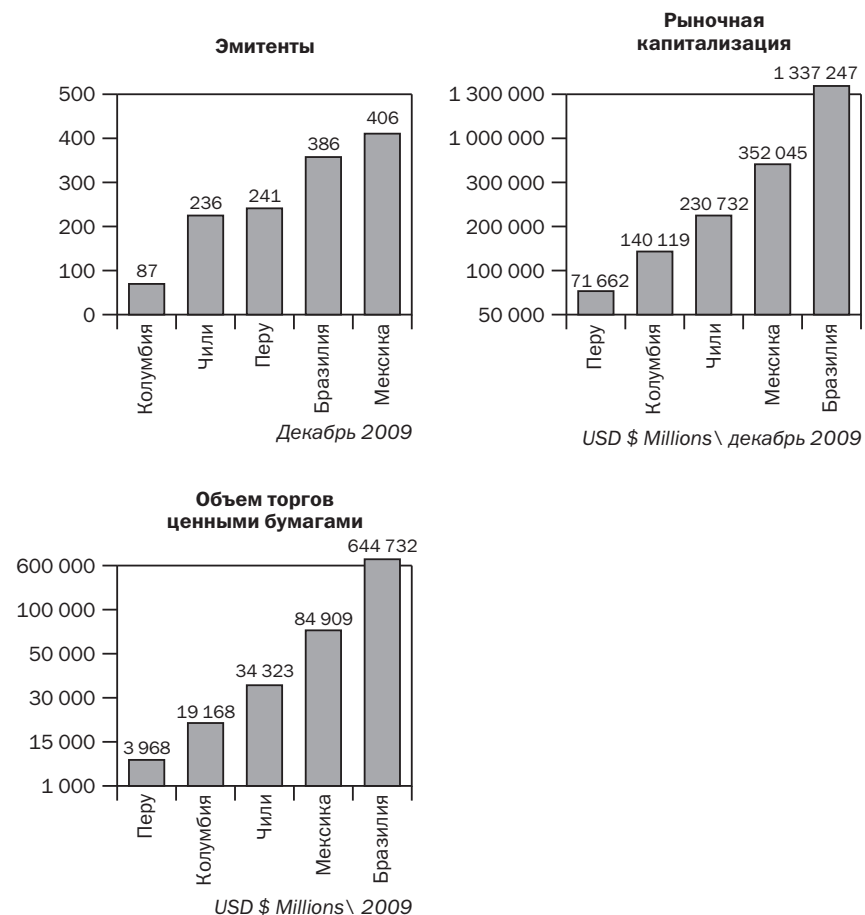 Эмитенты
500
400
300
200
100
0
87
236
241
386
406
Колумбия
Чили
Перу
Бразилия
Мексика
Декабрь 2009
Рыночная
капитализация
1 300 000
1 000 000
300 000
200 000
100 000
50 000
71 662
140 119
230 732
352 045
1 337 247
Перу
Колумбия
Чили
Мексика
Бразилия
USD $ Millions\ декабрь 2009
Объем торгов
ценными бумагами
600 000
100 000
50 000
30 000
15 000
1 000
3 968
19 168
34 323
84 909
644 732
Перу
Колумбия
Чили
Мексика
Бразилия
USD $ Millions\ 2009